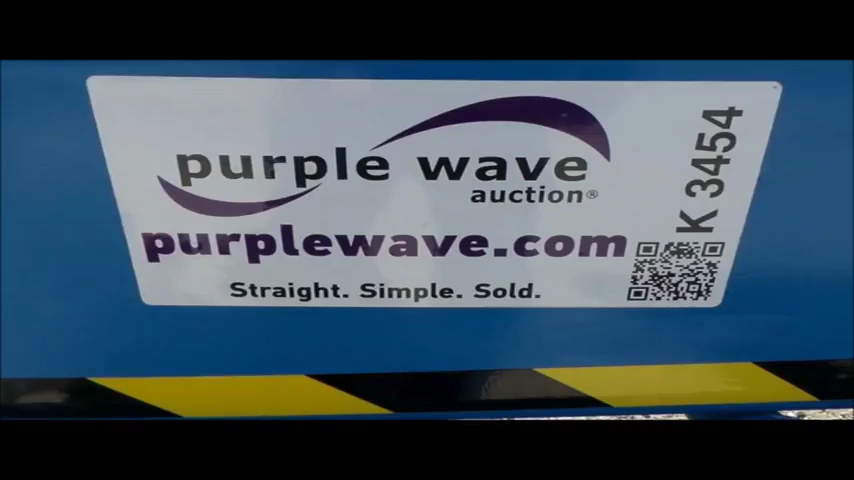 purple wave
auction®
purplewave.com
Straight. Simple. Sold.
K 3454